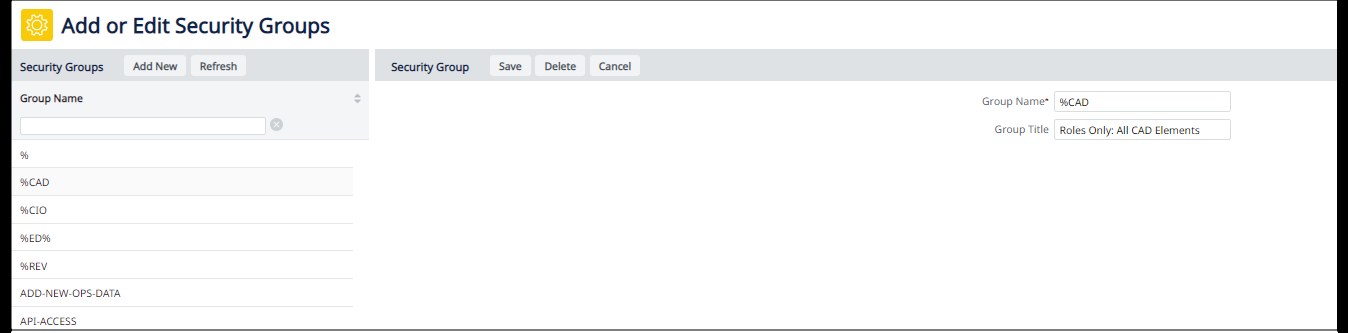 Add or Edit Security Groups
Security Groups Add New Refresh
Group Name
%
%CAD
%CIO
%ED%
%REV
ADD-NEW-OPS-DATA
API-ACCESS
Security Group Save Delete Cancel
Group Name* %CAD
Group Title Roles Only: All CAD Elements